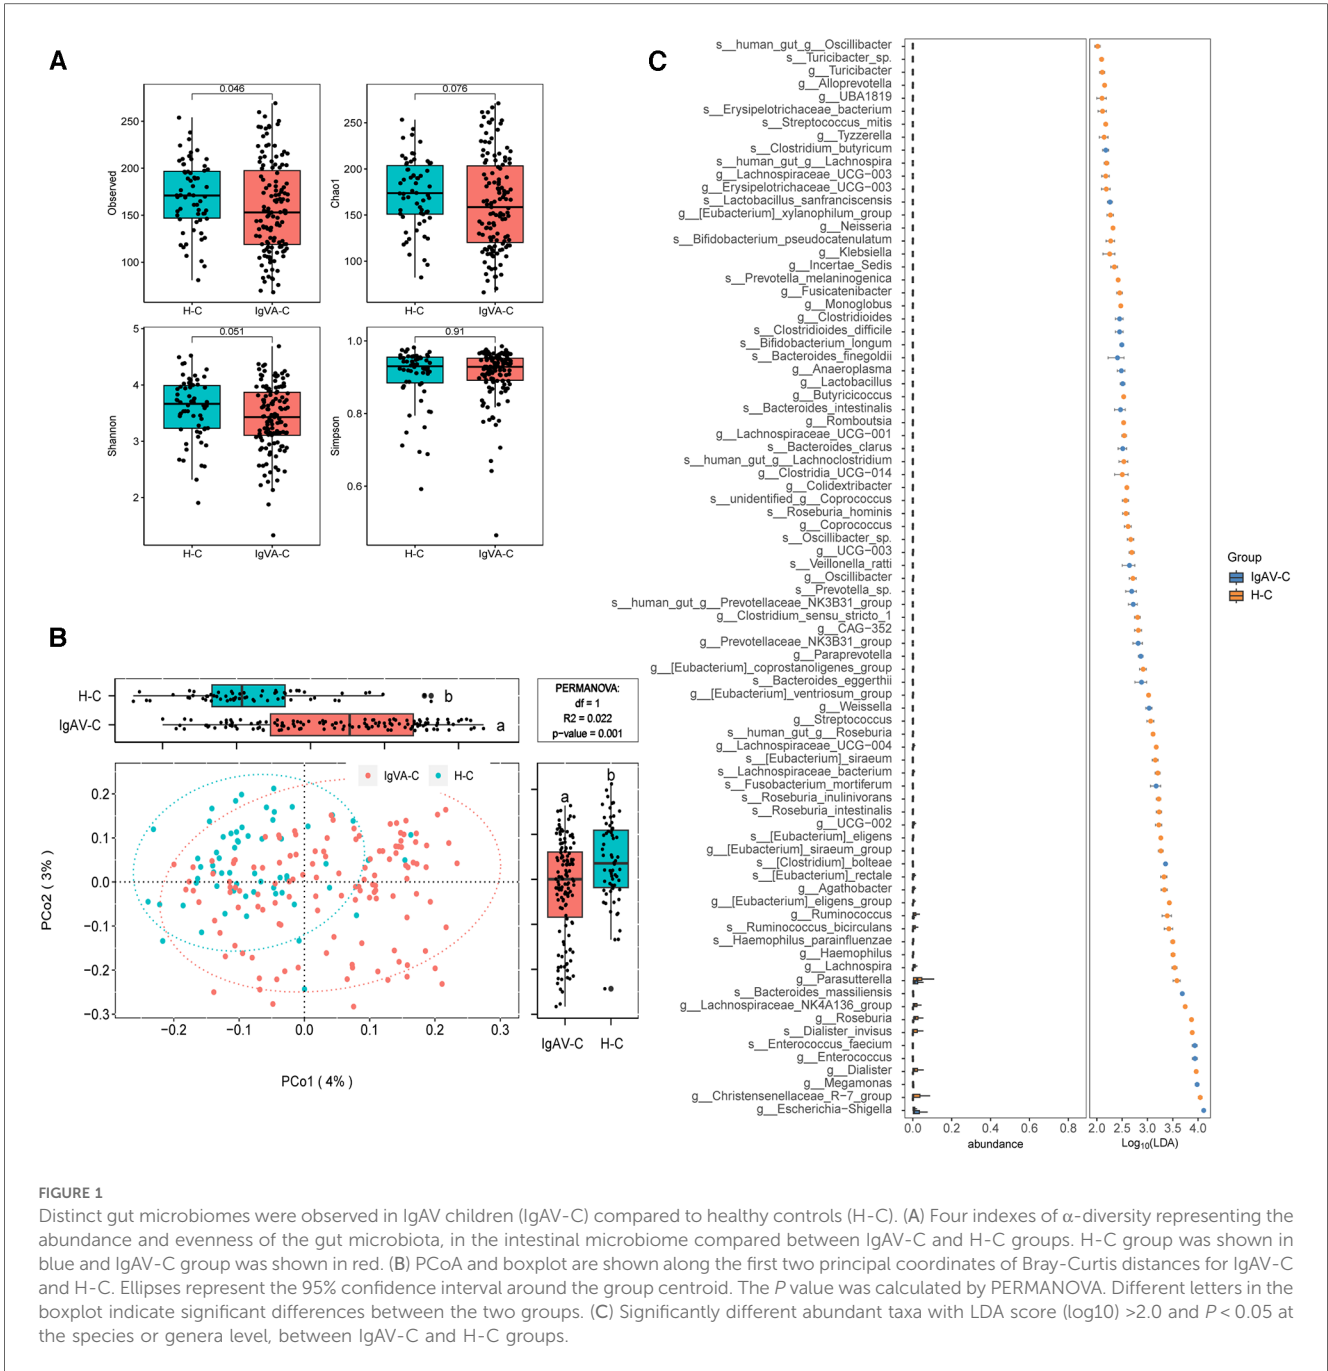 A
0.046
Observed
250
200
150
100
H-C
IgVA-C
0.076
Chao1
250
200
150
100
H-C
IgVA-C
0.051
Shannon
5
4
3
2
H-C
IgVA-C
0.91
Simpson
1.0
0.8
0.6
H-C
IgVA-C
B
H-C
b
IgAV-C
a
PERMANOVA:
df = 1
R2 = 0.022
p-value = 0.001
IgVA-C
H-C
PCo2 ( 3% )
0.2
0.1
0.0
−0.1
−0.2
−0.3
−0.2
−0.1
0.0
0.1
0.2
0.3
PCo1 ( 4% )
a
b
IgAV-C
H-C
C
s__human_gut_g__Oscillibacter
s__Turicibacter_sp.
g__Turicibacter
g__Alloprevotella
g__UBA1819
s__Erysipelotrichaceae_bacterium
s__Streptococcus_mitis
g__Tyzzerella
s__Clostridium_butyricum
s__human_gut_g__Lachnospira
g__Lachnospiraceae_UCG−003
g__Erysipelotrichaceae_UCG−003
s__Lactobacillus_sanfranciscensis
g__[Eubacterium]_xylanophilum_group
g__Neisseria
s__Bifidobacterium_pseudocatenulatum
g__Klebsiella
g__Incertae_Sedis
s__Prevotella_melaninogenica
g__Fusicatenibacter
g__Monoglobus
g__Clostridioides
s__Clostridioides_difficile
s__Bifidobacterium_longum
s__Bacteroides_finegoldii
g__Anaeroplasma
g__Lactobacillus
g__Butyricicoccus
s__Bacteroides_intestinalis
g__Romboutsia
g__Lachnospiraceae_UCG−001
s__Bacteroides_clarus
s__human_gut_g__Lachnoclostridium
g__Clostridia_UCG−014
g__Colidextribacter
s__unidentified_g__Coprococcus
s__Roseburia_hominis
g__Coprococcus
s__Oscillibacter_sp.
g__UCG−003
s__Veillonella_ratti
g__Oscillibacter
s__Prevotella_sp.
s__human_gut_g__Prevotellaceae_NK3B31_group
g__Clostridium_sensu_stricto_1
g__CAG−352
g__Prevotellaceae_NK3B31_group
g__Paraprevotella
g__[Eubacterium]_coprostanoligenes_group
s__Bacteroides_eggerthii
g__[Eubacterium]_ventriosum_group
g__Weissella
g__Streptococcus
s__human_gut_g__Roseburia
g__Lachnospiraceae_UCG−004
s__[Eubacterium]_siraeum
s__Lachnospiraceae_bacterium
s__Fusobacterium_mortiferum
s__Roseburia_inulinivorans
s__Roseburia_intestinalis
g__UCG−002
s__[Eubacterium]_eligens
g__[Eubacterium]_siraeum_group
s__[Clostridium]_bolteae
s__[Eubacterium]_rectale
g__Agathobacter
g__[Eubacterium]_eligens_group
g__Ruminococcus
s__Ruminococcus_bicirculans
s__Haemophilus_parainfluenzae
g__Haemophilus
g__Lachnospira
g__Parasutterella
s__Bacteroides_massiliensis
g__Lachnospiraceae_NK4A136_group
g__Roseburia
s__Dialister_invisus
s__Enterococcus_faecium
g__Enterococcus
g__Dialister
g__Megamonas
g__Christensenellaceae_R−7_group
g__Escherichia−Shigella
0.0 0.2 0.4 0.6 0.8
abundance
2.0 2.5 3.0 3.5 4.0
Log10(LDA)
Group
IgAV-C
H-C
FIGURE 1
Distinct gut microbiomes were observed in IgAV children (IgAV-C) compared to healthy controls (H-C). (A) Four indexes of α-diversity representing the
abundance and evenness of the gut microbiota, in the intestinal microbiome compared between IgAV-C and H-C groups. H-C group was shown in
blue and IgAV-C group was shown in red. (B) PCoA and boxplot are shown along the first two principal coordinates of Bray-Curtis distances for IgAV-C
and H-C. Ellipses represent the 95% confidence interval around the group centroid. The P value was calculated by PERMANOVA. Different letters in the
boxplot indicate significant differences between the two groups. (C) Significantly different abundant taxa with LDA score (log10) >2.0 and P < 0.05 at
the species or genera level, between IgAV-C and H-C groups.